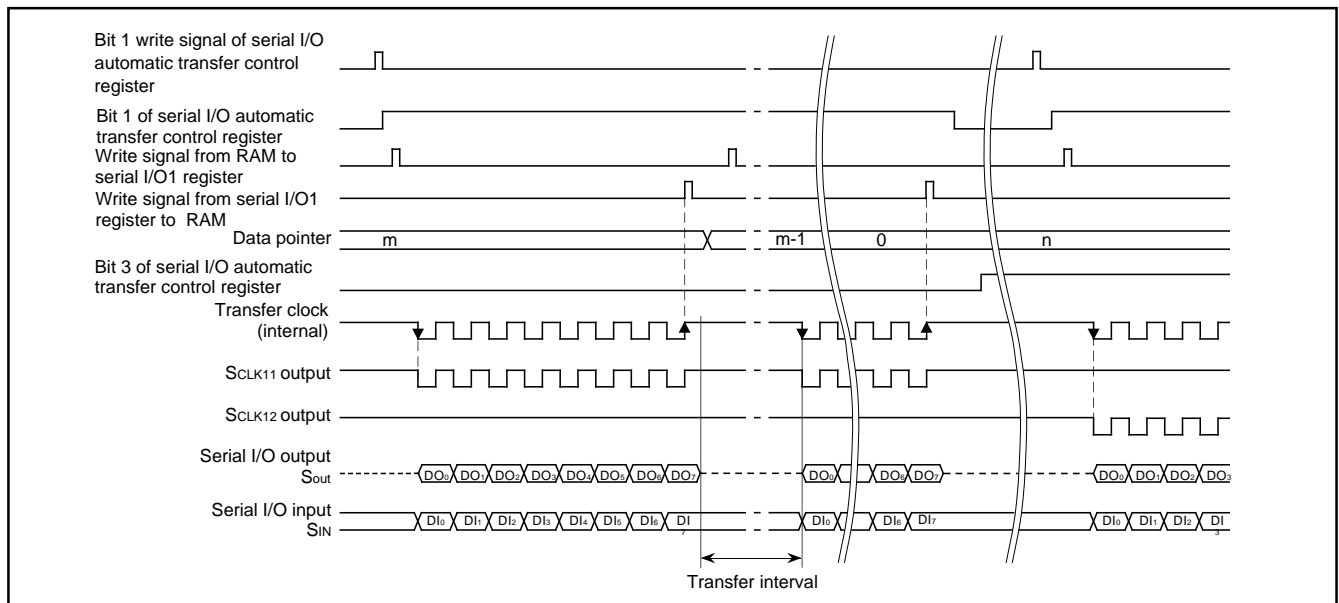 Bit 1 write signal of serial I/O
automatic transfer control
register
Bit 1 of serial I/O automatic
transfer control register
Write signal from RAM to
serial I/O1 register
Write signal from serial I/O1
register to RAM
Data pointer
m
m-1
0
n
Bit 3 of serial I/O automatic
transfer control register
Transfer clock
(internal)
SCLK11 output
SCLK12 output
Serial I/O output
Sout
DO0 DO1 DO2 DO3 DO4 DO5 DO6 DO7
DO0 DO6 DO7
DO0 DO1 DO2 DO3
Serial I/O input
SIN
DI0 DI1 DI2 DI3 DI4 DI5 DI6 DI7
DI0 DI6 DI7
DI0 DI1 DI2 DI3
Transfer interval